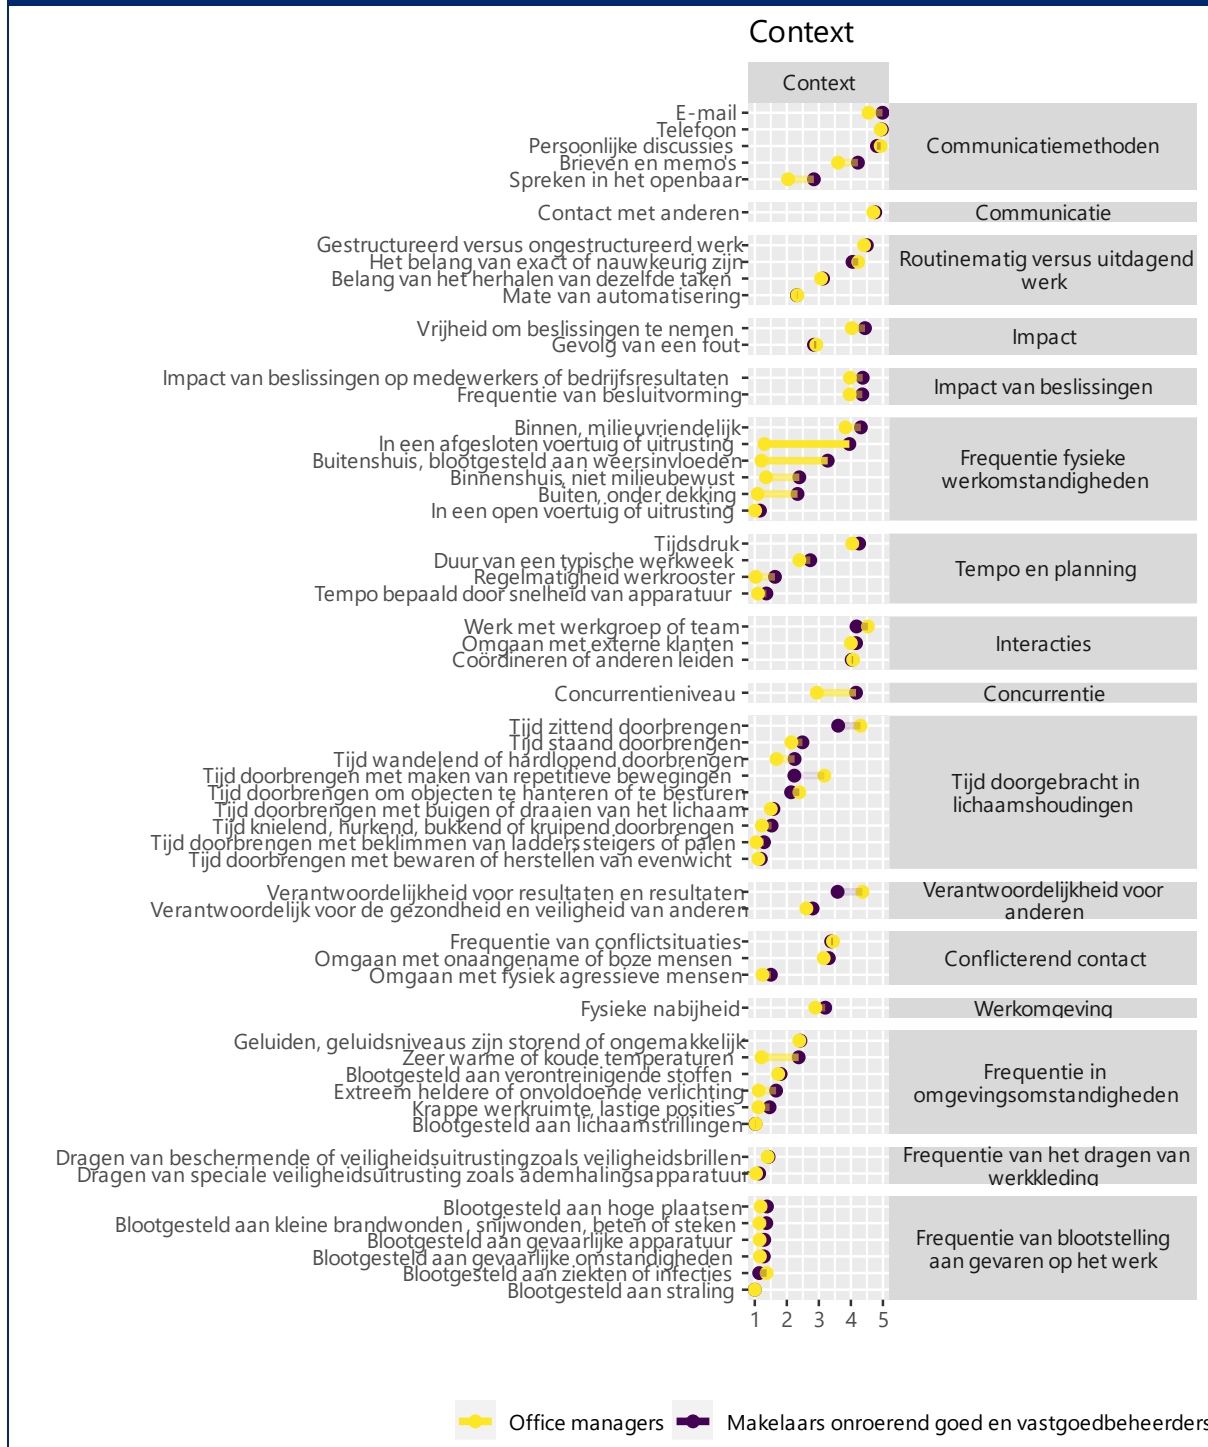 Context
Context
E-mail
Telefoon
Persoonlijke discussies
Brieven en memo's
Spreken in het openbaar
Communicatiemethoden
Contact met anderen
Communicatie
Gestructureerd versus ongestructureerd werk
Het belang van exact of nauwkeurig zijn
Belang van het herhalen van dezelfde taken
Mate van automatisering
Routinematig versus uitdagend
werk
Vrijheid om beslissingen te nemen
Gevolg van een fout
Impact
Impact van beslissingen op medewerkers of bedrijfsresultaten
Frequentie van besluitvorming
Impact van beslissingen
Binnen, milieuvriendelijk
In een afgesloten voertuig of uitrusting
Buitenshuis, blootgesteld aan weersinvloeden
Binnenshuis, niet milieubewust
Buiten, onder dekking
In een open voertuig of uitrusting
Frequentie fysieke
werkomstandigheden
Tijdsdruk
Duur van een typische werkweek
Regelmatigheid werkrooster
Tempo bepaald door snelheid van apparatuur
Tempo en planning
Werk met werkgroep of team
Omgaan met externe klanten
Coördineren of anderen leiden
Interacties
Concurrentieniveau
Concurrentie
Tijd zittend doorbrengen
Tijd staand doorbrengen
Tijd wandelend of hardlopend doorbrengen
Tijd doorbrengen met maken van repetitieve bewegingen
Tijd doorbrengen om objecten te hanteren of te besturen
Tijd doorbrengen met buigen of draaien van het lichaam
Tijd knielend, hurkend, bukkend of kruipend doorbrengen
Tijd doorbrengen met beklimmen van ladders steigers of palen
Tijd doorbrengen met bewaren of herstellen van evenwicht
Tijd doorgebracht in
lichaamshoudingen
Verantwoordelijkheid voor resultaten en resultaten
Verantwoordelijk voor de gezondheid en veiligheid van anderen
Verantwoordelijkheid voor
anderen
Frequentie van conflictsituaties
Omgaan met onaangename of boze mensen
Omgaan met fysiek agressieve mensen
Conflicterend contact
Fysieke nabijheid
Werkomgeving
Geluiden, geluidsniveaus zijn storend of ongemakkelijk
Zeer warme of koude temperaturen
Blootgesteld aan verontreinigende stoffen
Extreem heldere of onvoldoende verlichting
Krappe werkruimte, lastige posities
Blootgesteld aan lichaamstrillingen
Frequentie in
omgevingsomstandigheden
Dragen van beschermende of veiligheidsuitrustingzoals veiligheidsbrillen
Dragen van speciale veiligheidsuitrusting zoals ademhalingsapparatuur
Frequentie van het dragen van
werkkleding
Blootgesteld aan hoge plaatsen
Blootgesteld aan kleine brandwonden, snijwonden, beten of steken
Blootgesteld aan gevaarlijke apparatuur
Blootgesteld aan gevaarlijke omstandigheden
Blootgesteld aan ziekten of infecties
Blootgesteld aan straling
Frequentie van blootstelling
aan gevaren op het werk
1 2 3 4 5
Office managers Makelaars onroerend goed en vastgoedbeheerders